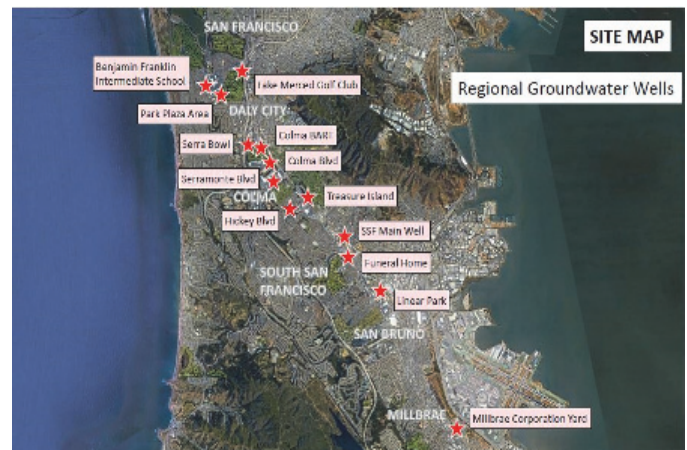 SAN FRANCISCO
SITE MAP
Benjamin Franklin
Intermediate School
Lake Merced Golf Club
Regional Groundwater Wells
Park Plaza Area
DALY CITY
Colma BART
Serra Bowl
Colma Blvd
Serramonte Blvd
COLMA
Treasure Island
Hickey Blvd
SSF Main Well
Funeral Home
SOUTH SAN
FRANCISCO
Linear Park
SAN BRUNO
MILLBRAE
Millbrae Corporation Yard